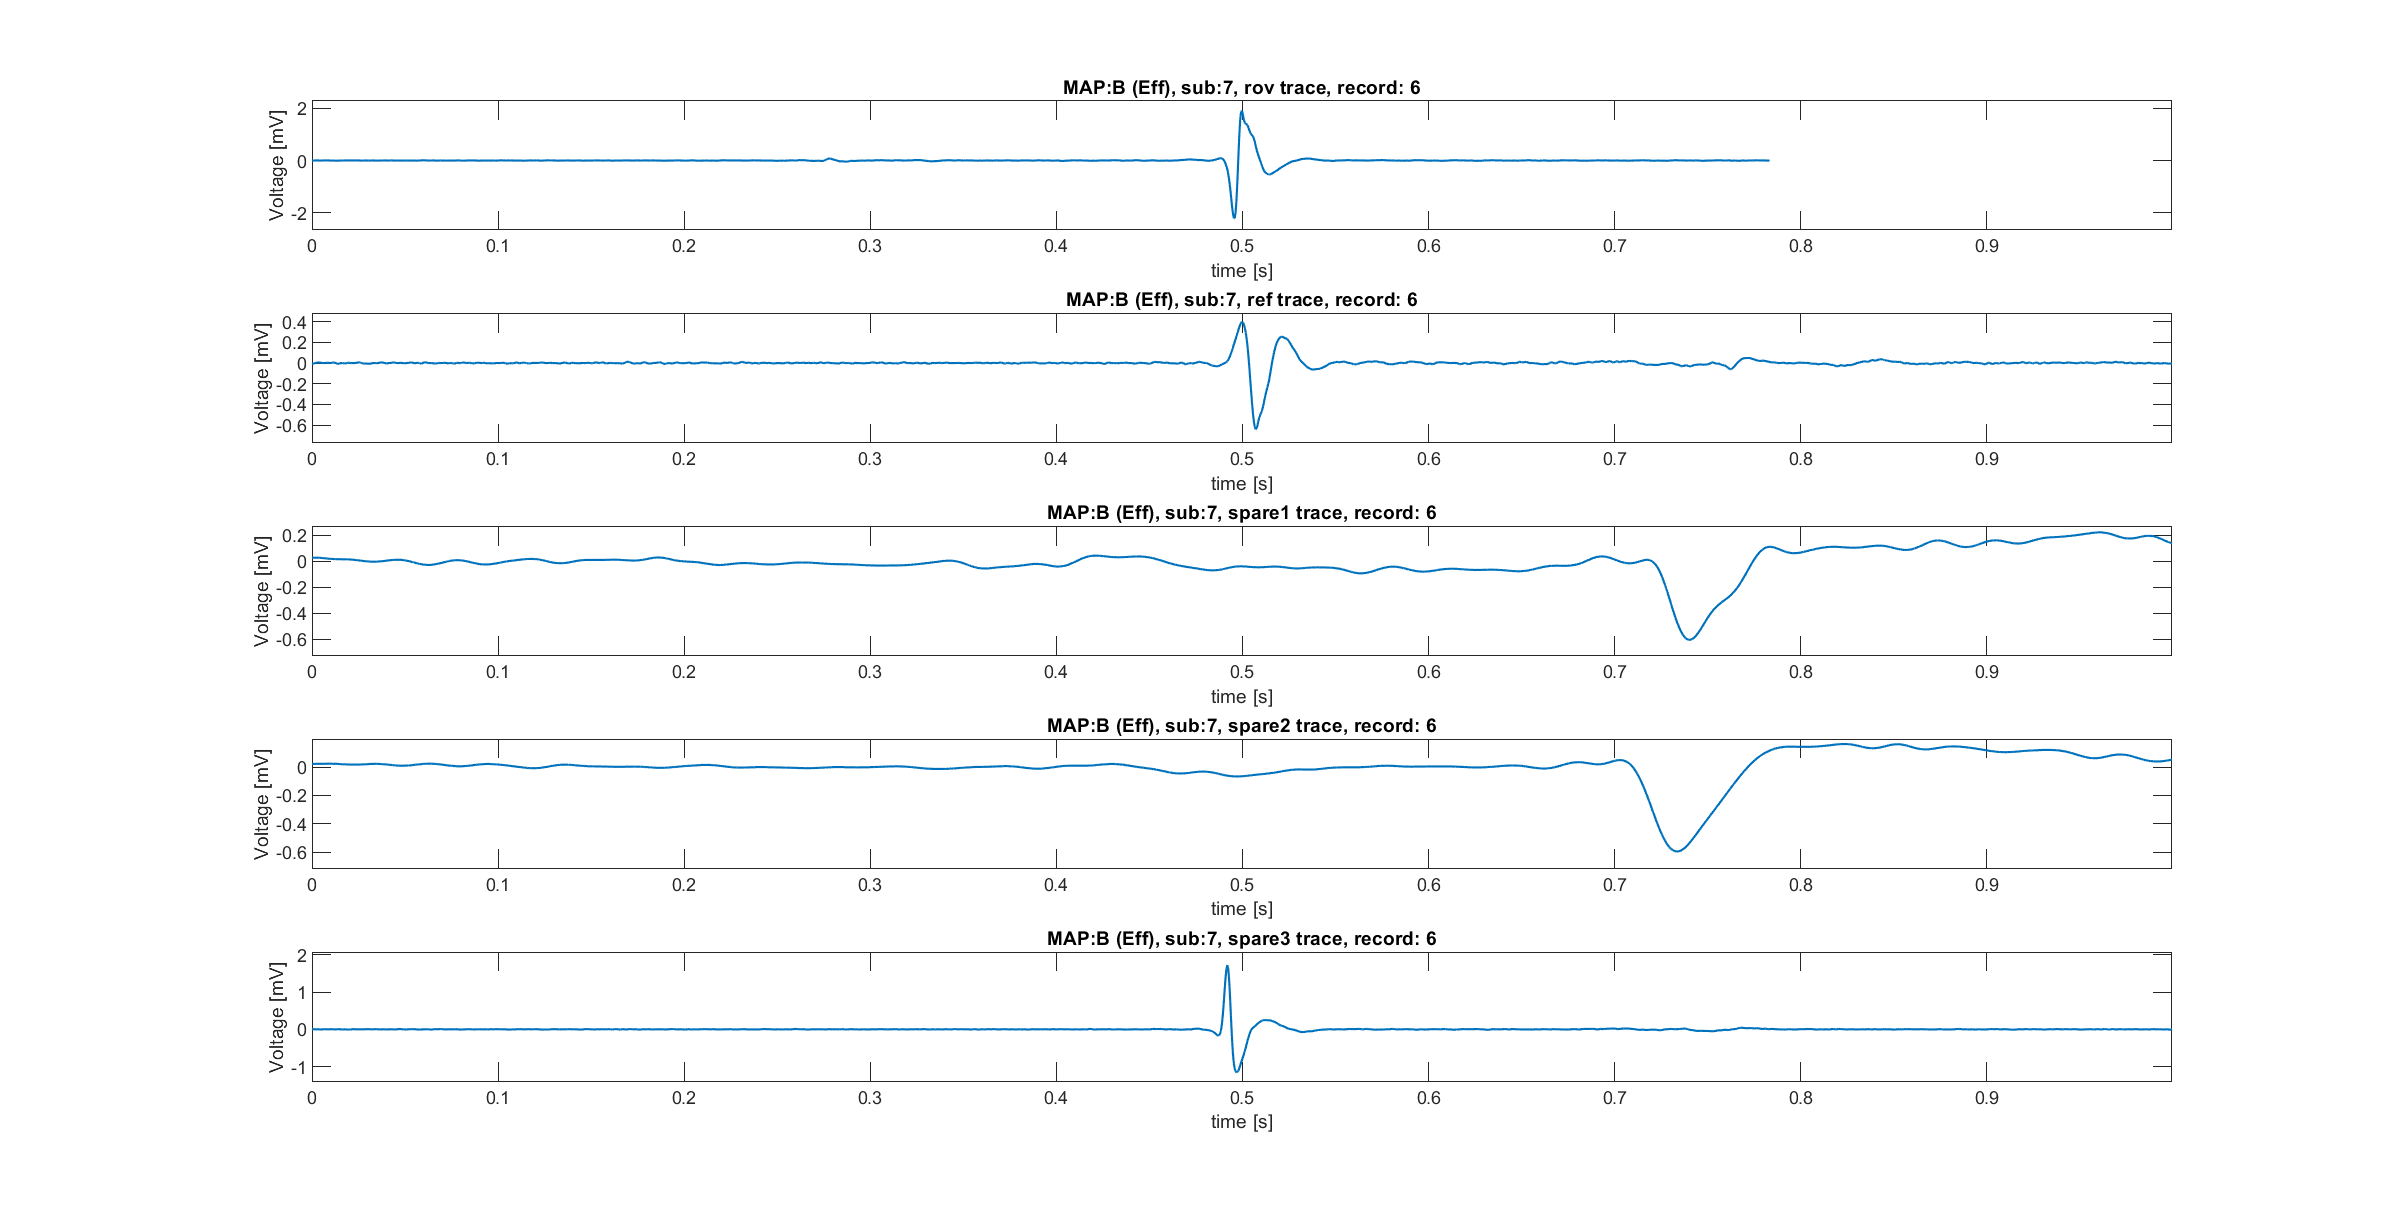 MAP:B (Eff), sub:7, rov trace, record: 6
Voltage [mV]
2
0
-2
0 0.1 0.2 0.3 0.4 0.5 0.6 0.7 0.8 0.9
time [s]
MAP:B (Eff), sub:7, ref trace, record: 6
Voltage [mV]
0.4
0.2
0
-0.2
-0.4
-0.6
0 0.1 0.2 0.3 0.4 0.5 0.6 0.7 0.8 0.9
time [s]
MAP:B (Eff), sub:7, spare1 trace, record: 6
Voltage [mV]
0.2
0
-0.2
-0.4
-0.6
0 0.1 0.2 0.3 0.4 0.5 0.6 0.7 0.8 0.9
time [s]
MAP:B (Eff), sub:7, spare2 trace, record: 6
Voltage [mV]
0
-0.2
-0.4
-0.6
0 0.1 0.2 0.3 0.4 0.5 0.6 0.7 0.8 0.9
time [s]
MAP:B (Eff), sub:7, spare3 trace, record: 6
Voltage [mV]
2
1
0
-1
0 0.1 0.2 0.3 0.4 0.5 0.6 0.7 0.8 0.9
time [s]